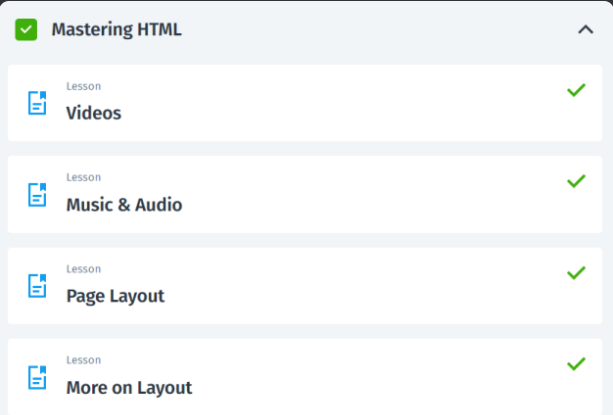 Mastering HTML
Lesson
Videos
Lesson
Music & Audio
Lesson
Page Layout
Lesson
More on Layout